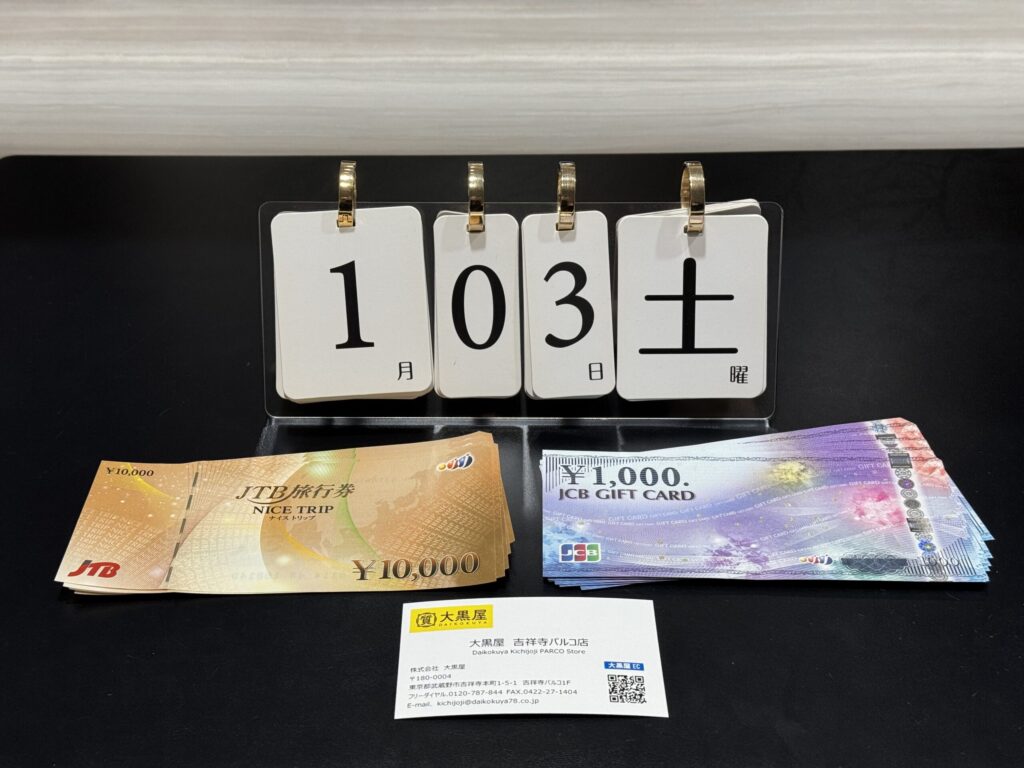 1
月
0
3
日
土
曜
¥10,000
JTB旅行券
NICE TRIP
ナイストリップ
JTB
¥10,000
¥1,000.
JCB GIFT CARD
JCB
質 大黒屋
DAIKOKUYA
大黒屋 吉祥寺パルコ店
Daikokuya Kichijoji PARCO Store
株式会社 大黒屋
〒180-0004
東京都武蔵野市吉祥寺本町1-5-1 吉祥寺パルコ1F
フリーダイヤル.0120-787-844 FAX.0422-27-1404
E-mail. kichijoji@daikokuya78.co.jp
大黒屋 EC